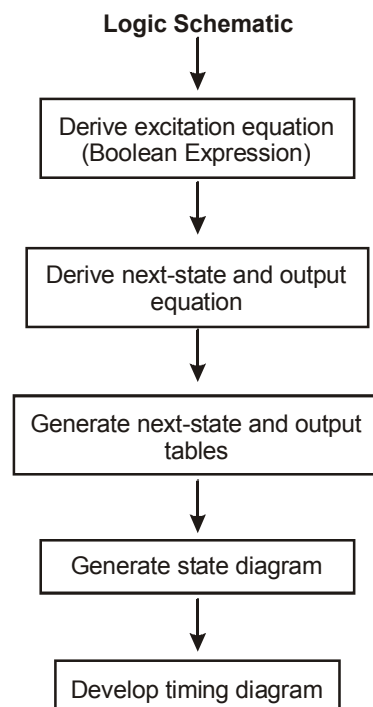 Logic Schematic
Derive excitation equation
(Boolean Expression)
Derive next-state and output
equation
Generate next-state and output
tables
Generate state diagram
Develop timing diagram